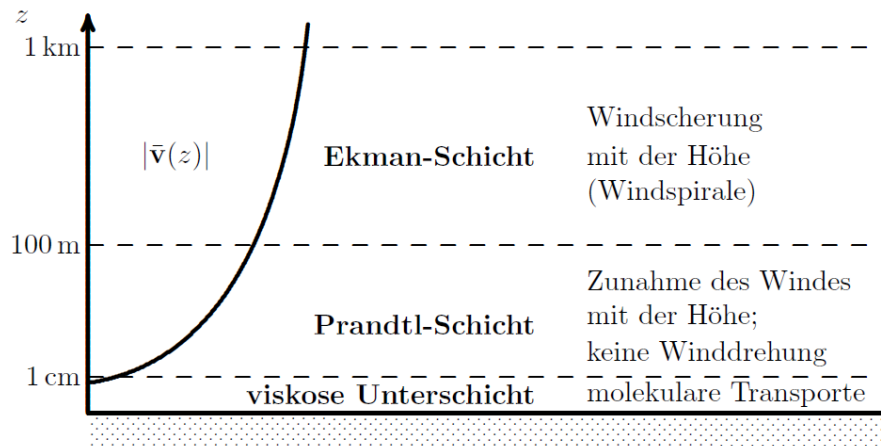 z
1 km
Windscherung
|v̄(z)|
Ekman-Schicht
mit der Höhe
(Windspirale)
100 m
Zunahme des Windes
Prandtl-Schicht
mit der Höhe;
keine Winddrehung
1 cm
viskose Unterschicht
molekulare Transporte